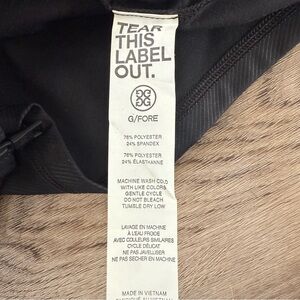 TEAR
THIS
LABEL
OUT.
G/FORE
76% POLYESTER
24% SPANDEX
76% POLYESTER
24% ÉLASTHANNE
MACHINE WASH COLD
WITH LIKE COLORS
GENTLE CYCLE
DO NOT BLEACH
TUMBLE DRY LOW
LAVAGE EN MACHINE
À L'EAU FROIDE
AVEC COULEURS SIMILAIRES
CYCLE DÉLICAT
NE PAS JAVELLISER
NE PAS SÉCHER EN MACHINE
MADE IN VIETNAM